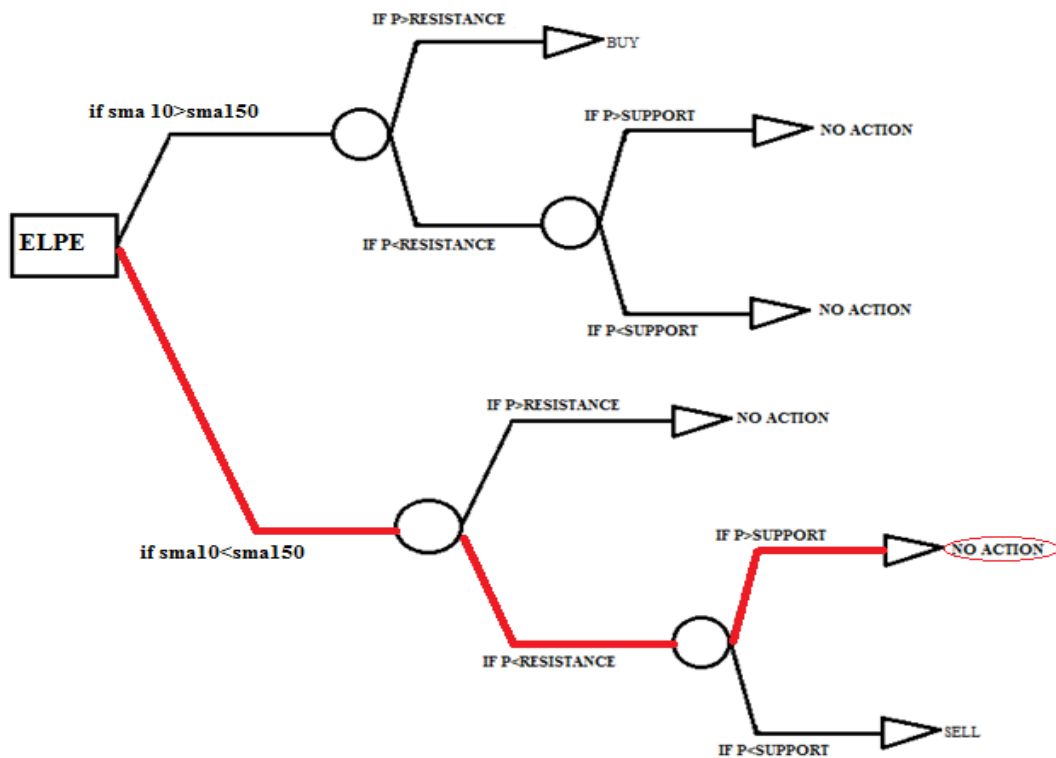 IF P>RESISTANCE
BUY
if sma 10>sma150
IF P>SUPPORT
NO ACTION
ELPE
IF P<RESISTANCE
NO ACTION
IF P<SUPPORT
IF P>RESISTANCE
NO ACTION
if sma10<sma150
IF P>SUPPORT
NO ACTION
IF P<RESISTANCE
SELL
IF P<SUPPORT